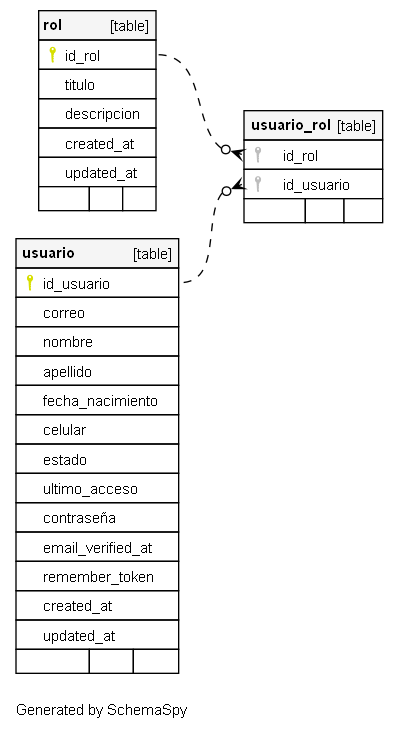 rol [table]
id_rol
titulo
descripcion
created_at
updated_at
usuario_rol [table]
id_rol
id_usuario
usuario [table]
id_usuario
correo
nombre
apellido
fecha_nacimiento
celular
estado
ultimo_acceso
contraseña
email_verified_at
remember_token
created_at
updated_at
Generated by SchemaSpy